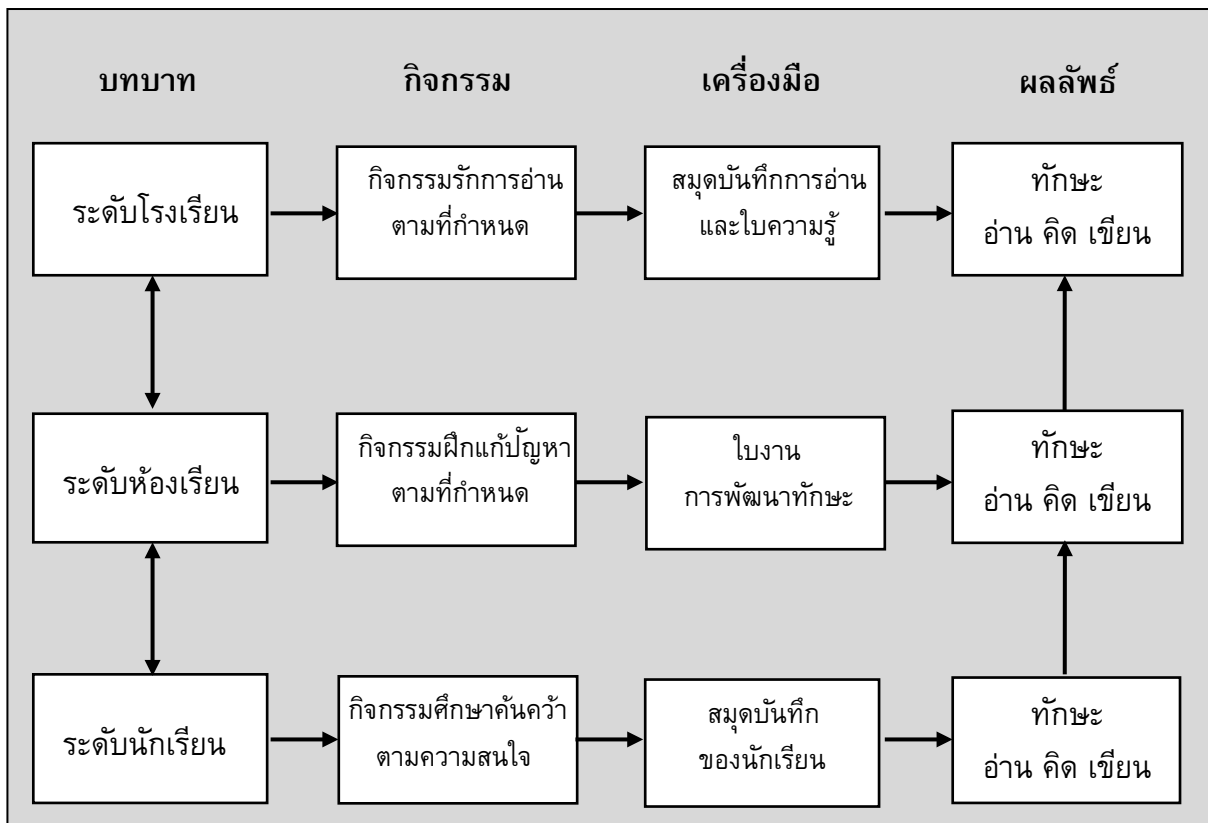 บทบาท กิจกรรม เครื่องมือ ผลลัพธ์
ระดับโรงเรียน
กิจกรรมรักการอ่าน
ตามที่กำหนด
สมุดบันทึกการอ่าน
และใบความรู้
ทักษะ
อ่าน คิด เขียน
ระดับห้องเรียน
กิจกรรมฝึกแก้ปัญหา
ตามที่กำหนด
ใบงาน
การพัฒนาทักษะ
ทักษะ
อ่าน คิด เขียน
ระดับนักเรียน
กิจกรรมศึกษาค้นคว้า
ตามความสนใจ
สมุดบันทึก
ของนักเรียน
ทักษะ
อ่าน คิด เขียน